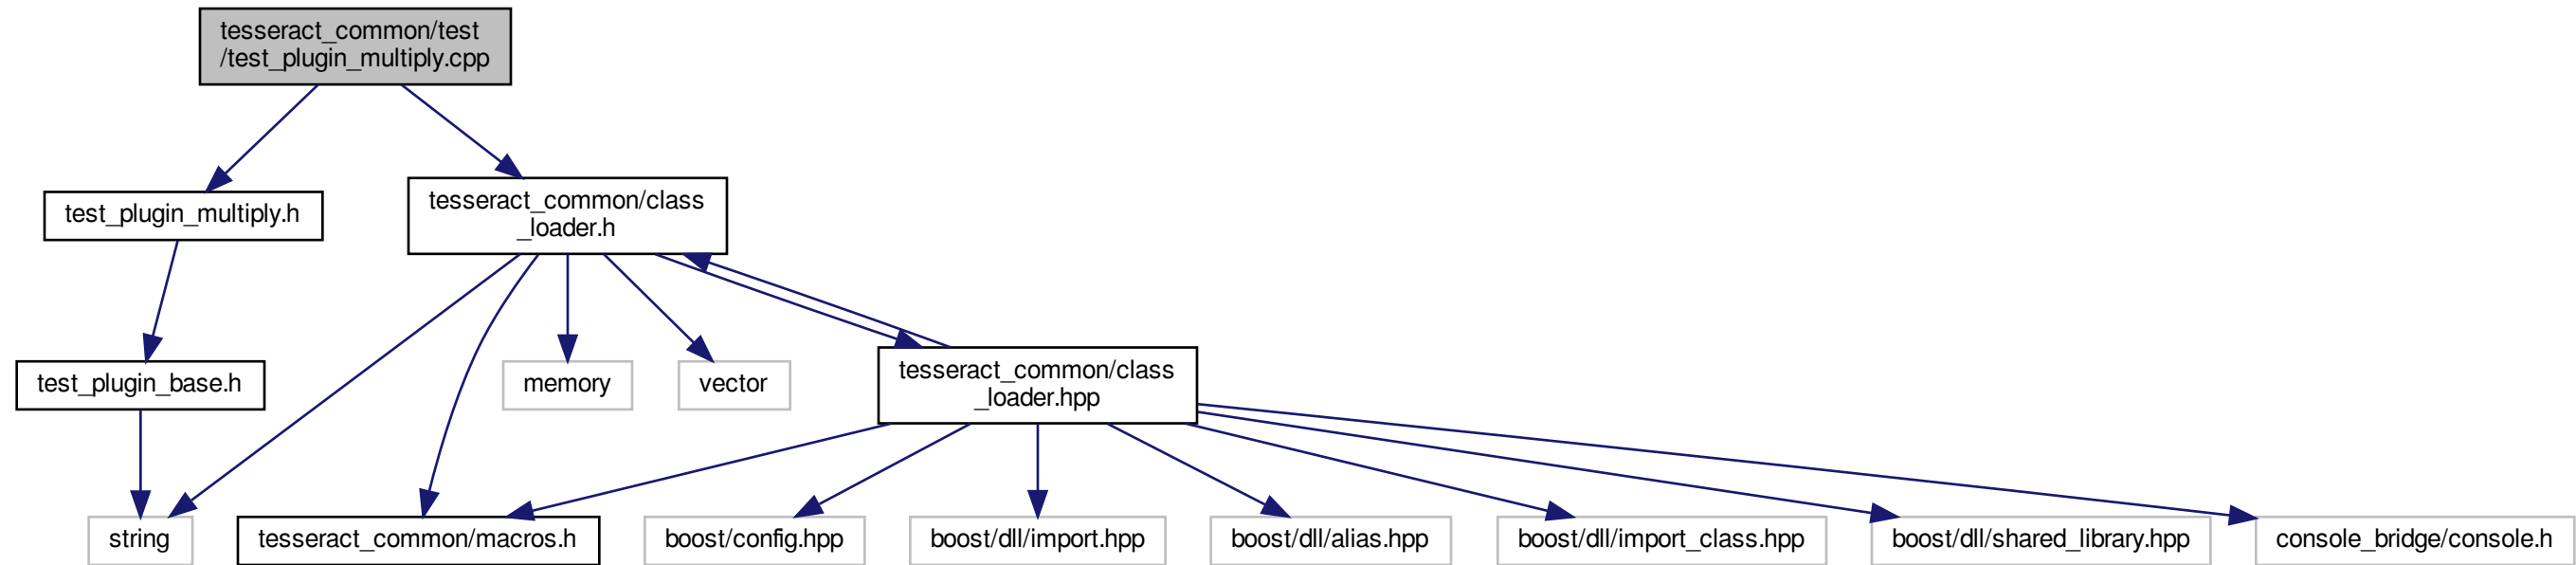 tesseract_common/test
/test_plugin_multiply.cpp
test_plugin_multiply.h
tesseract_common/class
_loader.h
test_plugin_base.h
memory
vector
tesseract_common/class
_loader.hpp
string
tesseract_common/macros.h
boost/config.hpp
boost/dll/import.hpp
boost/dll/alias.hpp
boost/dll/import_class.hpp
boost/dll/shared_library.hpp
console_bridge/console.h